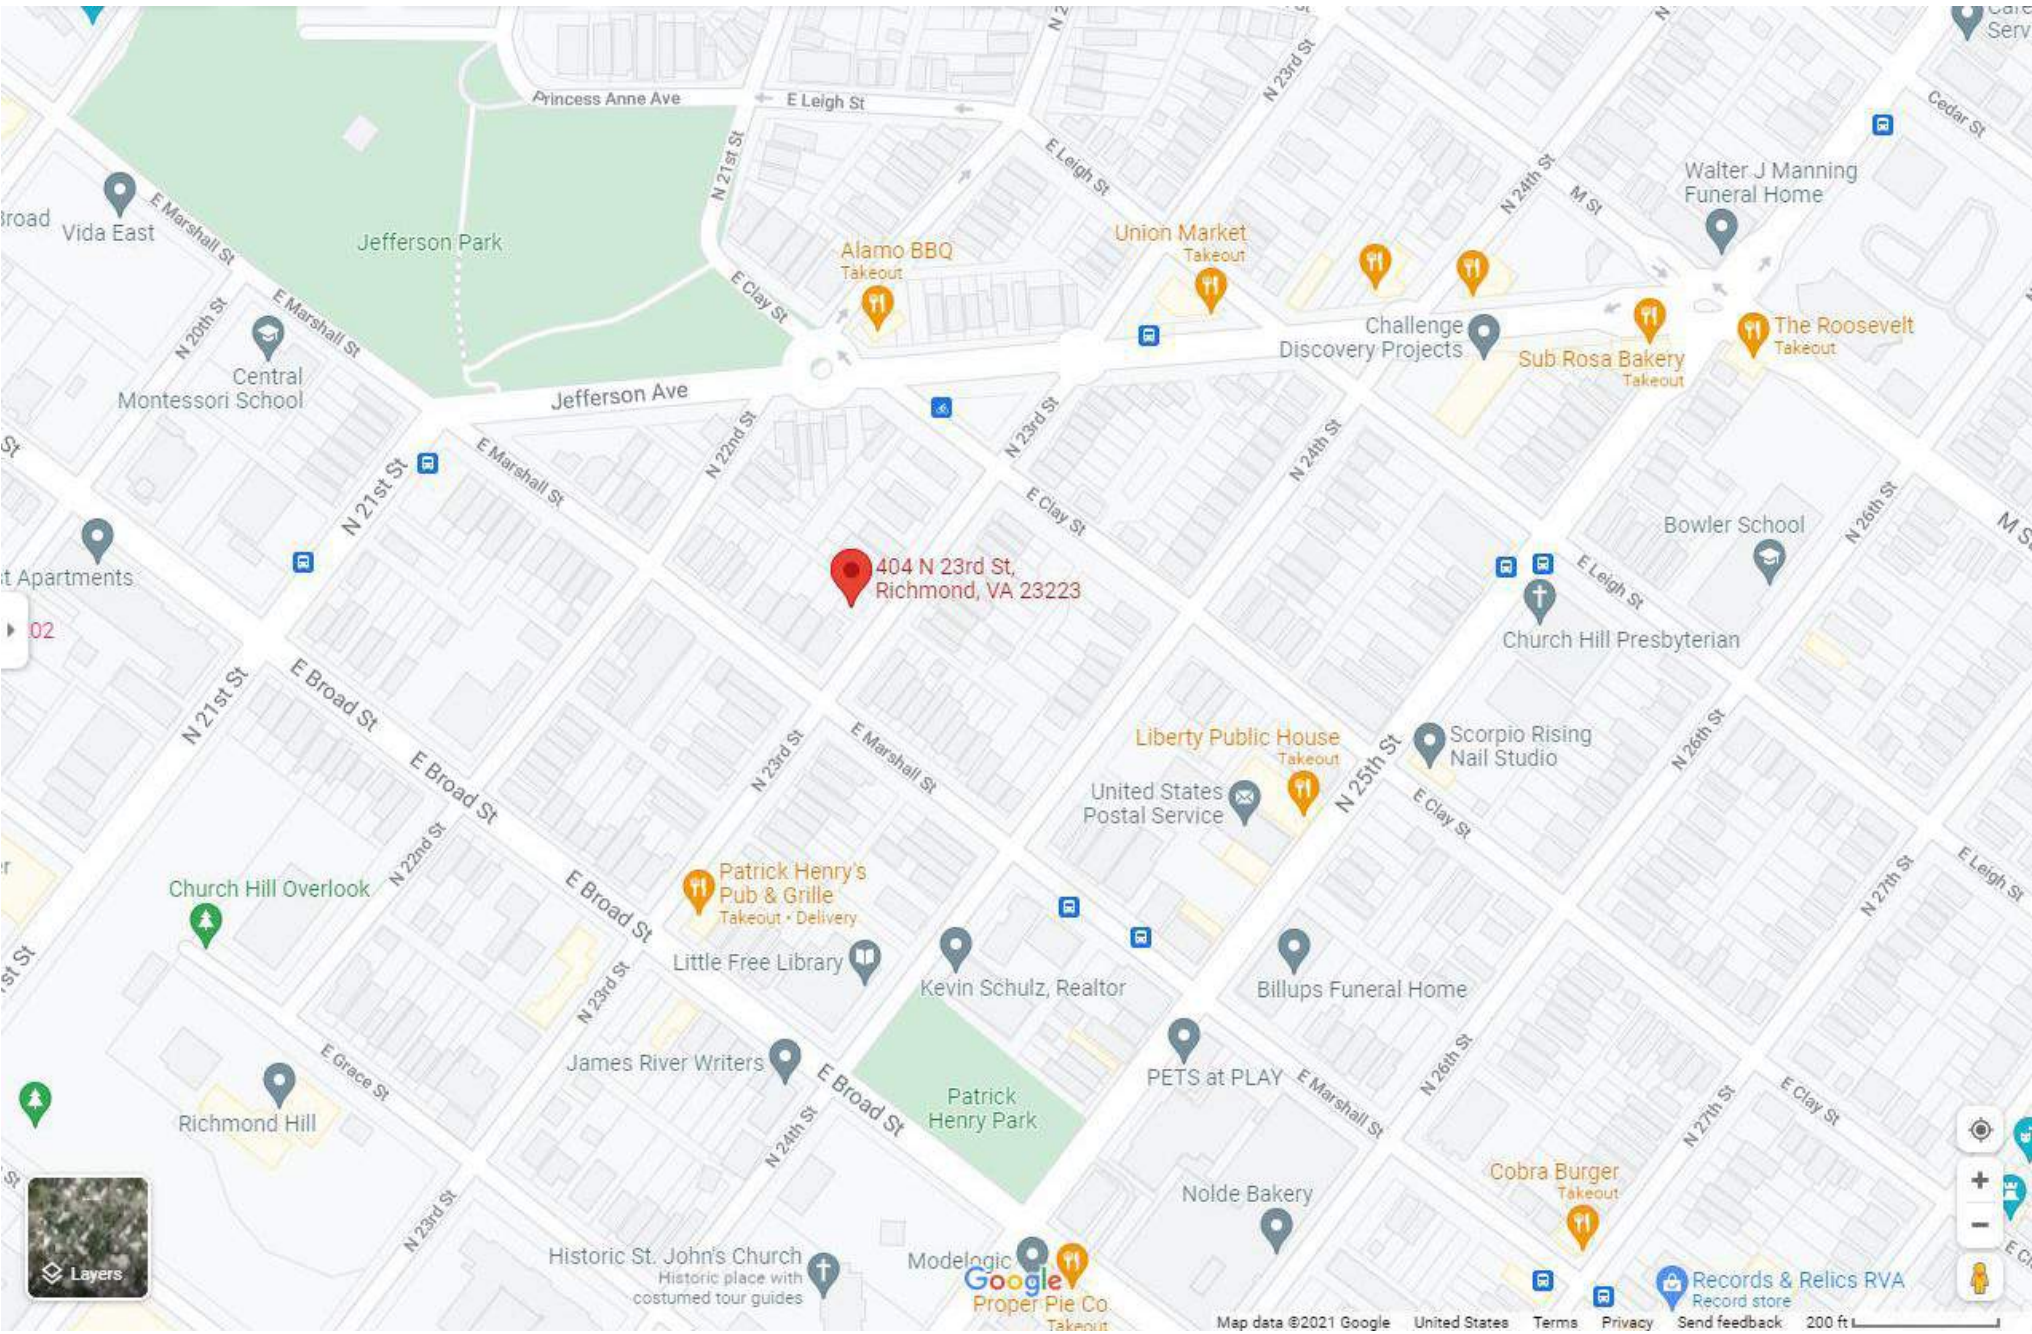 Cafe
Serv
N 23rd St
Princess Anne Ave
E Leigh St
Cedar St
N 21st St
E Leigh St
N 24th St
M St
Walter J Manning
Funeral Home
Broad
Vida East
E Marshall St
Jefferson Park
Alamo BBQ
Takeout
Union Market
Takeout
E Clay St
N 20th St
E Marshall St
Central
Montessori School
Challenge
Discovery Projects
Sub Rosa Bakery
Takeout
The Roosevelt
Takeout
Jefferson Ave
N 22nd St
N 23rd St
N 24th St
St
E Marshall St
N 21st St
E Clay St
N 26th St
M St
Bowler School
t Apartments
404 N 23rd St,
Richmond, VA 23223
E Leigh St
Church Hill Presbyterian
02
E Broad St
N 21st St
N 23rd St
E Marshall St
Liberty Public House
Takeout
United States
Postal Service
N 25th St
Scorpio Rising
Nail Studio
N 26th St
E Clay St
E Broad St
N 22nd St
er
Church Hill Overlook
E Broad St
Patrick Henry's
Pub & Grille
Takeout • Delivery
N 27th St
E Leigh St
1st St
Little Free Library
N 23rd St
Kevin Schulz, Realtor
Billups Funeral Home
E Grace St
James River Writers
E Broad St
PETS at PLAY
E Marshall St
N 26th St
Richmond Hill
N 24th St
Patrick
Henry Park
N 27th St
E Clay St
St
N 23rd St
Nolde Bakery
Cobra Burger
Takeout
Historic St. John's Church
Historic place with
costumed tour guides
Modelogic
Google
Proper Pie Co
Takeout
Records & Relics RVA
Record store
Layers
Map data ©2021 Google United States Terms Privacy Send feedback 200 ft